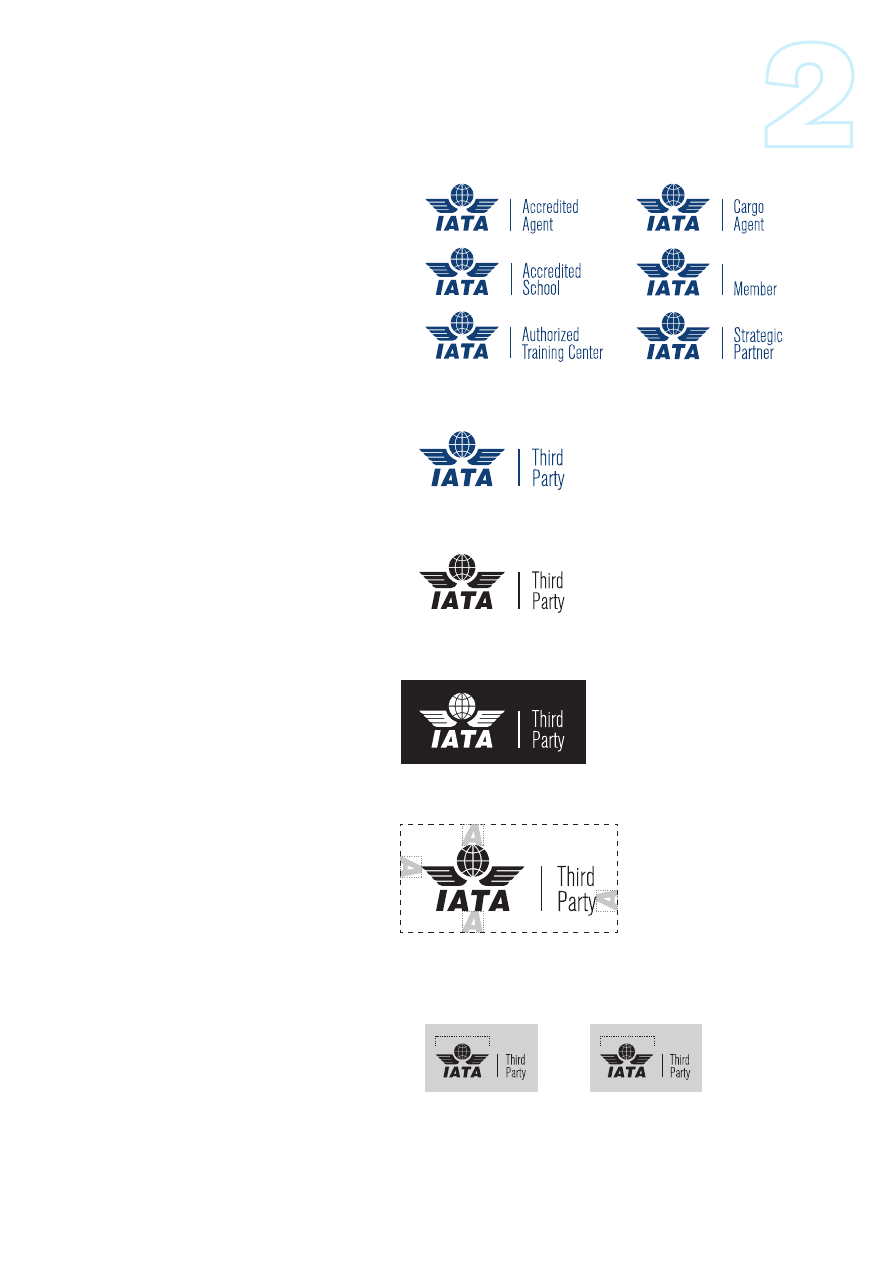 2
IATA
Accredited
Agent
IATA
Cargo
Agent
IATA
Accredited
School
IATA
Member
IATA
Authorized
Training Center
IATA
Strategic
Partner
IATA
Third
Party
IATA
Third
Party
IATA
Third
Party
A
A
IATA
Third
Party
A
A
IATA
Third
Party
IATA
Third
Party